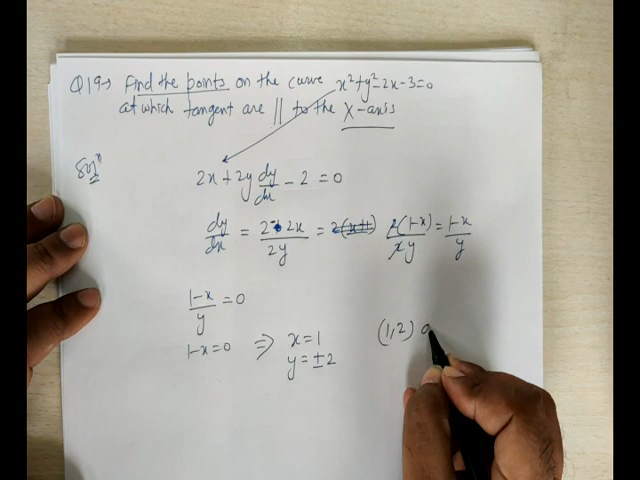 Q19→ Find the points on the curve x²+y²-2x-3=0
at which tangent are || to the X-axis
Solⁿ
2x + 2y dy/dx - 2 = 0
dy/dx = 2-2x/2y = 2(1-x)/2y = 1-x/y
1-x/y = 0
1-x=0 ⇒ x=1
y=±2
(1,2)